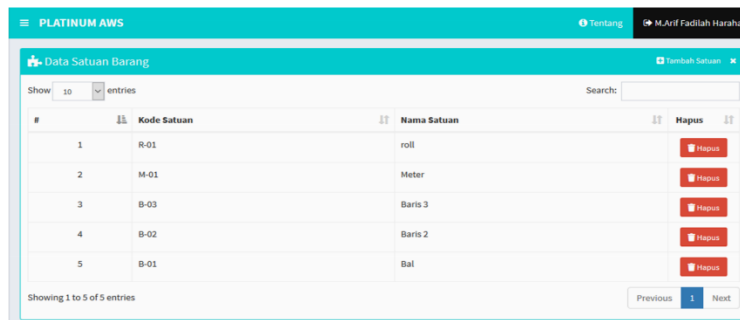 PLATINUM AWS Tentang M.Arif Fadilah Haraha
Data Satuan Barang Tambah Satuan
Show 10 entries Search:
# Kode Satuan Nama Satuan Hapus
1 R-01 roll Hapus
2 M-01 Meter Hapus
3 B-03 Baris 3 Hapus
4 B-02 Baris 2 Hapus
5 B-01 Bal Hapus
Showing 1 to 5 of 5 entries Previous 1 Next